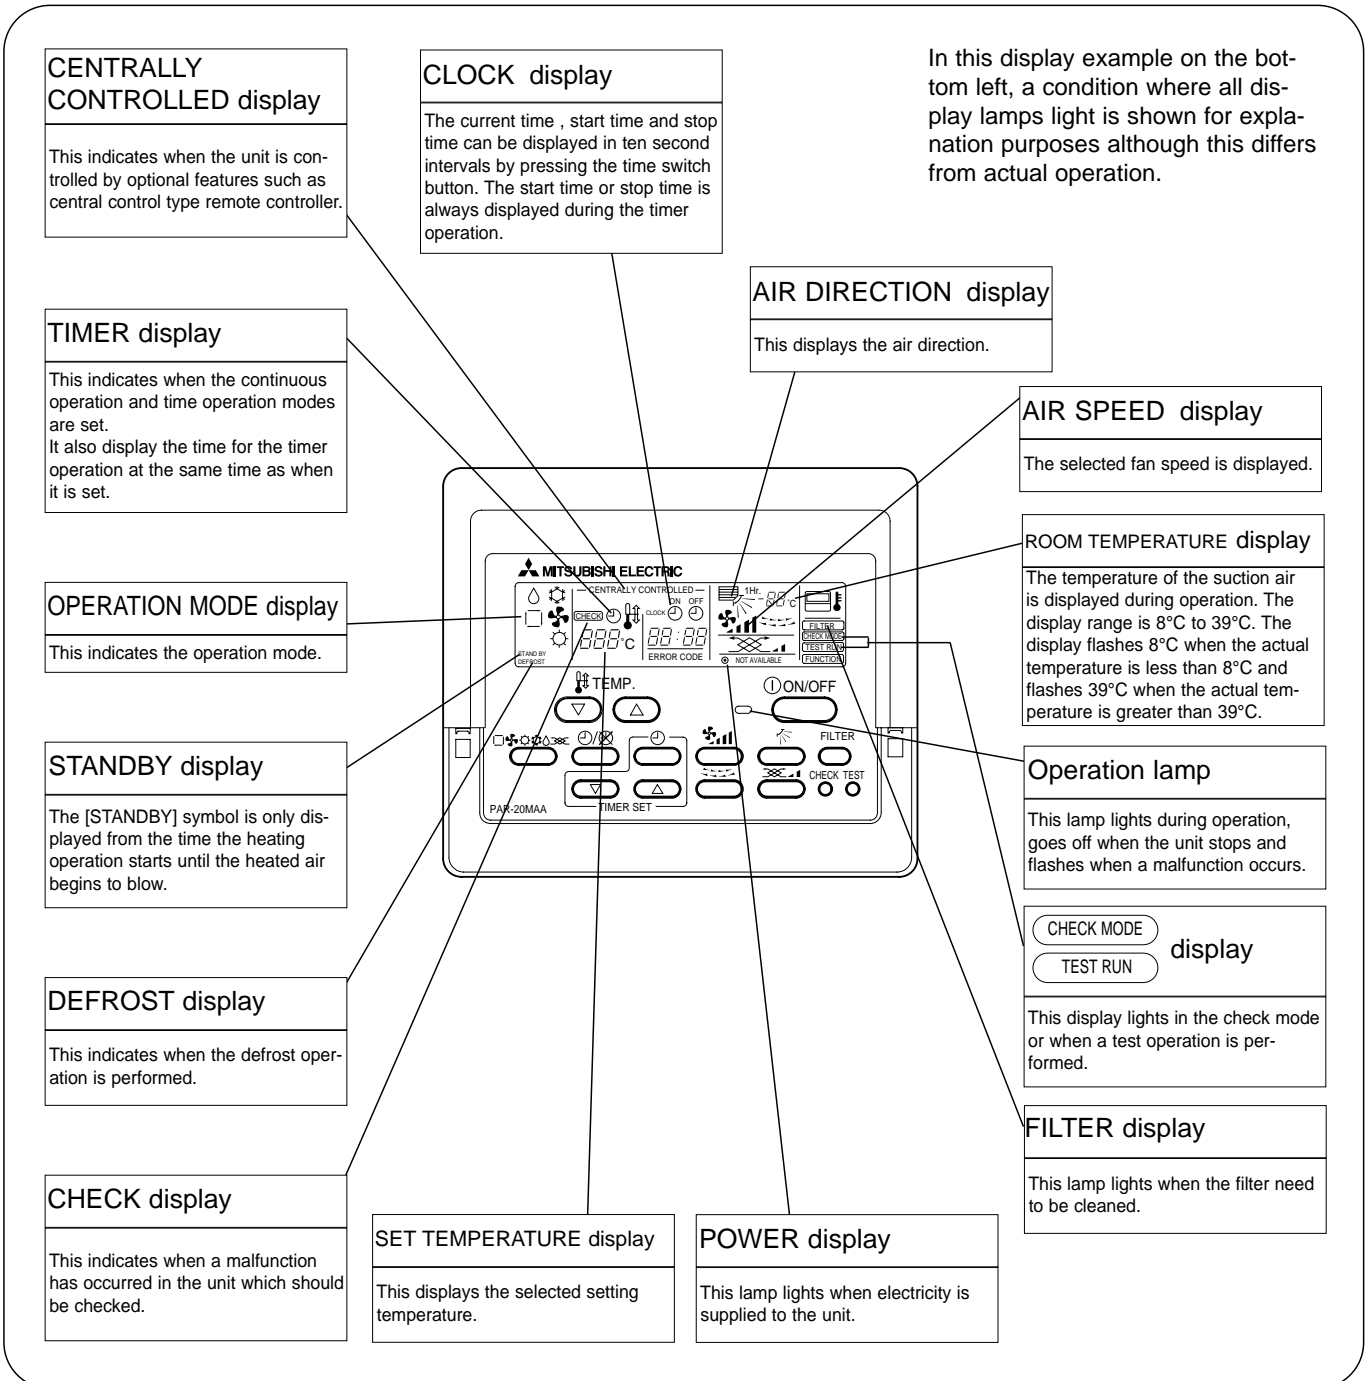 CENTRALLY
CONTROLLED display
This indicates when the unit is con-
trolled by optional features such as
central control type remote controller.
CLOCK display
The current time , start time and stop
time can be displayed in ten second
intervals by pressing the time switch
button. The start time or stop time is
always displayed during the timer
operation.
In this display example on the bot-
tom left, a condition where all dis-
play lamps light is shown for expla-
nation purposes although this differs
from actual operation.
AIR DIRECTION display
This displays the air direction.
TIMER display
This indicates when the continuous
operation and time operation modes
are set.
It also display the time for the timer
operation at the same time as when
it is set.
AIR SPEED display
The selected fan speed is displayed.
ROOM TEMPERATURE display
The temperature of the suction air
is displayed during operation. The
display range is 8°C to 39°C. The
display flashes 8°C when the actual
temperature is less than 8°C and
flashes 39°C when the actual tem-
perature is greater than 39°C.
OPERATION MODE display
This indicates the operation mode.
MITSUBISHI ELECTRIC
CENTRALLY CONTROLLED
1Hr.
88°C
ON OFF
CHECK
CLOCK
888°C
88:88
ERROR CODE
FILTER
CHECK MODE
TEST RUN
FUNCTION
STAND BY
DEFROST
NOT AVAILABLE
TEMP.
ON/OFF
FILTER
CHECK TEST
PAR-20MAA
TIMER SET
STANDBY display
The [STANDBY] symbol is only dis-
played from the time the heating
operation starts until the heated air
begins to blow.
Operation lamp
This lamp lights during operation,
goes off when the unit stops and
flashes when a malfunction occurs.
CHECK MODE
TEST RUN
display
This display lights in the check mode
or when a test operation is per-
formed.
DEFROST display
This indicates when the defrost oper-
ation is performed.
FILTER display
This lamp lights when the filter need
to be cleaned.
CHECK display
This indicates when a malfunction
has occurred in the unit which should
be checked.
SET TEMPERATURE display
This displays the selected setting
temperature.
POWER display
This lamp lights when electricity is
supplied to the unit.